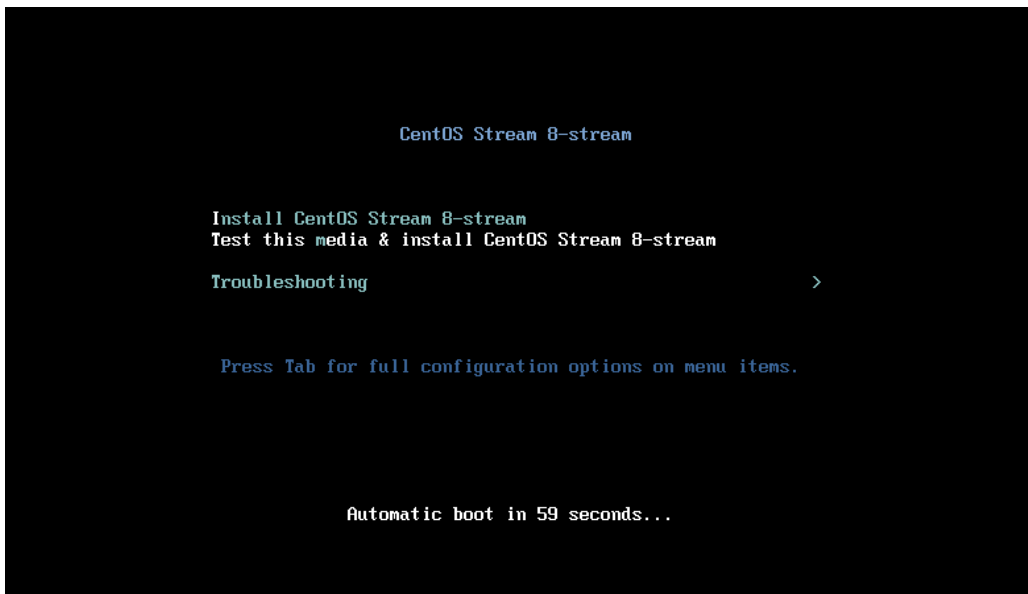 CentOS Stream 8-stream
Install CentOS Stream 8-stream
Test this media & install CentOS Stream 8-stream
Troubleshooting >
Press Tab for full configuration options on menu items.
Automatic boot in 59 seconds...